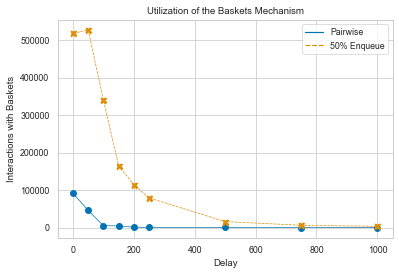 Utilization of the Baskets Mechanism
Pairwise
50% Enqueue
Interactions with Baskets
500000
400000
300000
200000
100000
0
0 200 400 600 800 1000
Delay